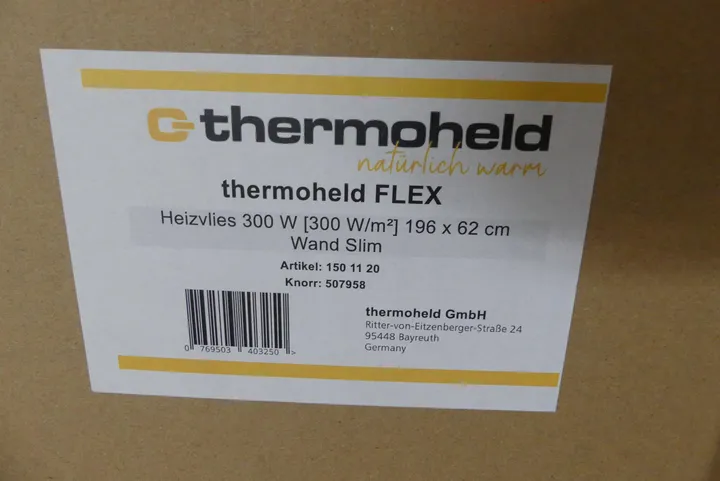 thermoheld
natürlich warm
thermoheld FLEX
Heizvlies 300 W [300 W/m²] 196 x 62 cm
Wand Slim
Artikel: 150 11 20
Knorr: 507958
thermoheld GmbH
Ritter-von-Eitzenberger-Straße 24
95448 Bayreuth
Germany
0 769503 403250 >